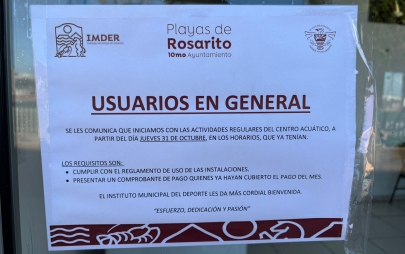 IMDER
Playas de
Rosarito
10mo Ayuntamiento
USUARIOS EN GENERAL
SE LES COMUNICA QUE INICIAMOS CON LAS ACTIVIDADES REGULARES DEL CENTRO ACUÁTICO, A
PARTIR DEL DÍA JUEVES 31 DE OCTUBRE, EN LOS HORARIOS, QUE YA TENÍAN.
LOS REQUISITOS SON:
• CUMPLIR CON EL REGLAMENTO DE USO DE LAS INSTALACIONES.
• PRESENTAR UN COMPROBANTE DE PAGO QUIENES YA HAYAN CUBIERTO EL PAGO DEL MES.
EL INSTITUTO MUNICIPAL DEL DEPORTE LES DA MÁS CORDIAL BIENVENIDA.
"ESFUERZO, DEDICACIÓN Y PASIÓN"